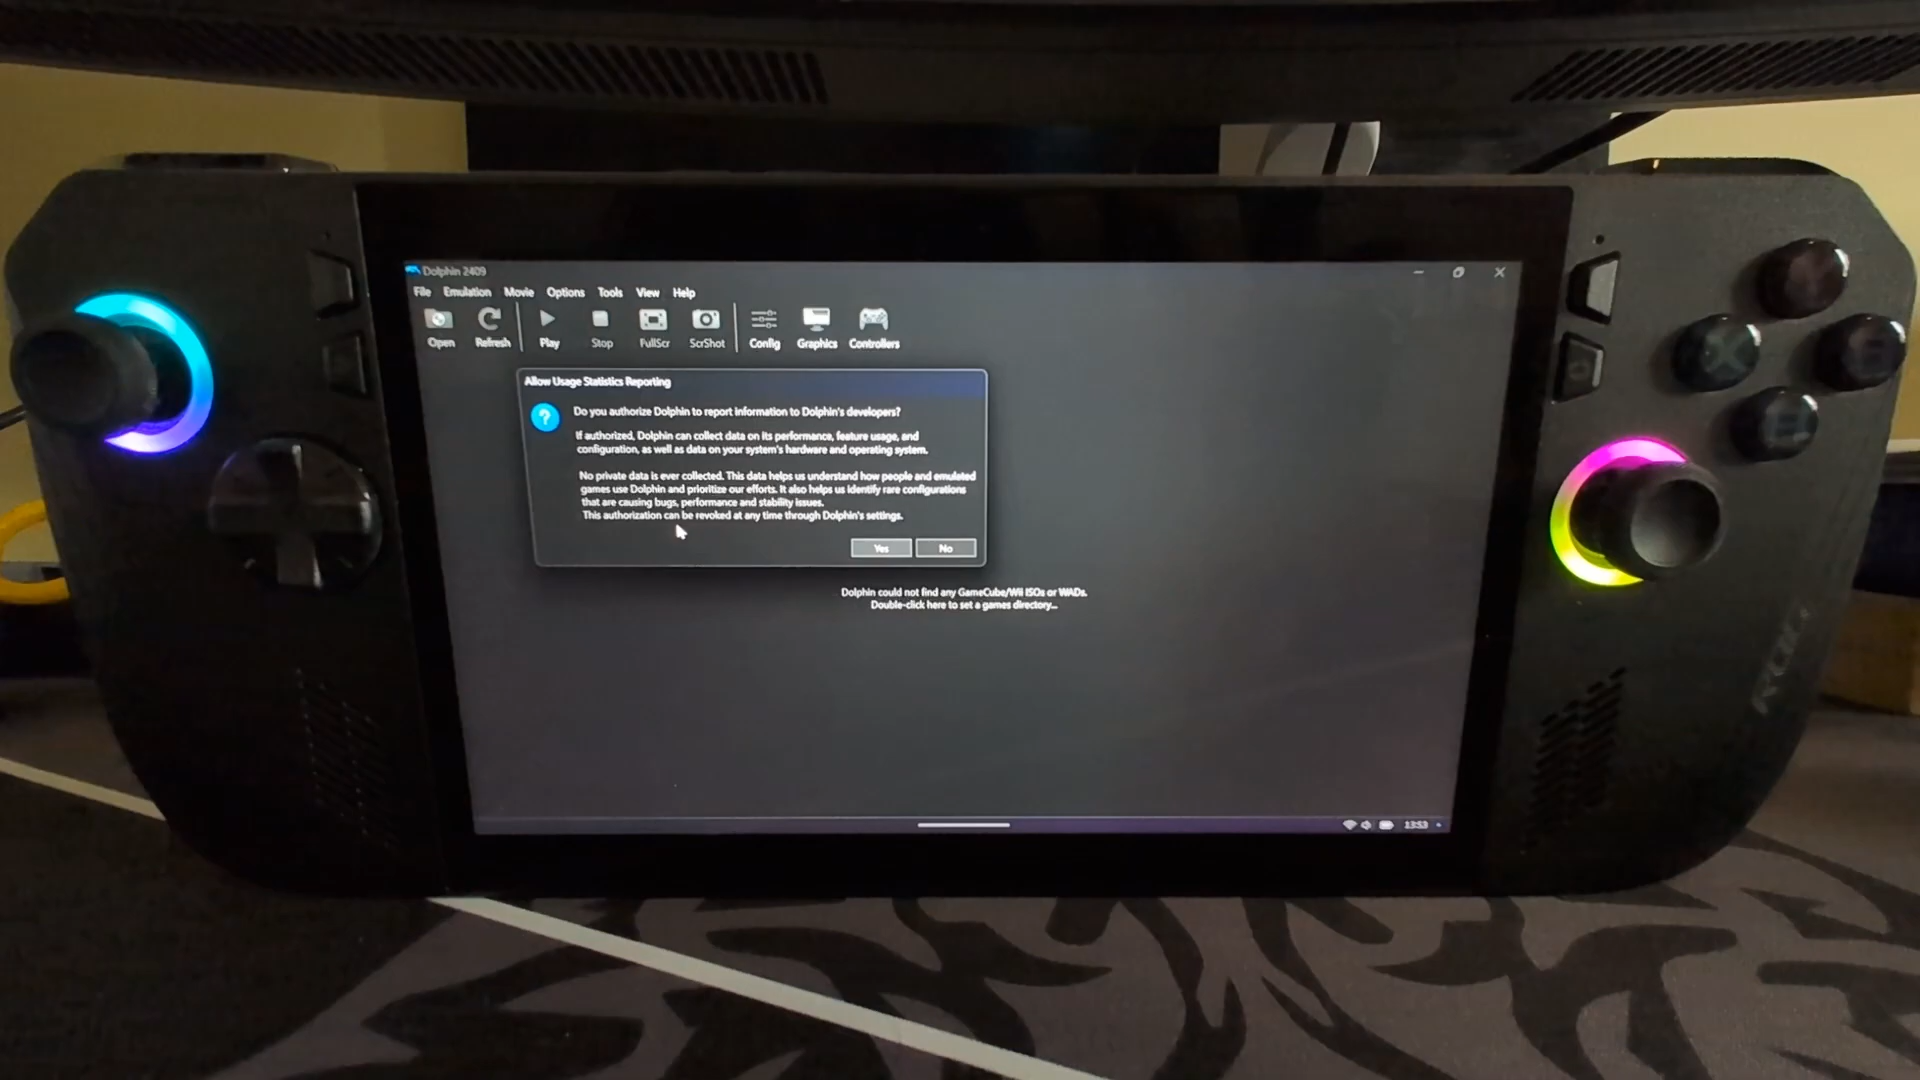 Dolphin 2409
File Emulation Movie Options Tools View Help
Open Refresh Play Stop FullScr ScrShot Config Graphics Controllers
Allow Usage Statistics Reporting
Do you authorize Dolphin to report information to Dolphin's developers?
If authorized, Dolphin can collect data on its performance, feature usage, and
configuration, as well as data on your system's hardware and operating system.
No private data is ever collected. This data helps us understand how people and emulated
games use Dolphin and prioritize our efforts. It also helps us identify rare configurations
that are causing bugs, performance and stability issues.
This authorization can be revoked at any time through Dolphin's settings.
Yes No
Dolphin could not find any GameCube/Wii ISOs or WADs.
Double-click here to set a games directory...
13:53
X